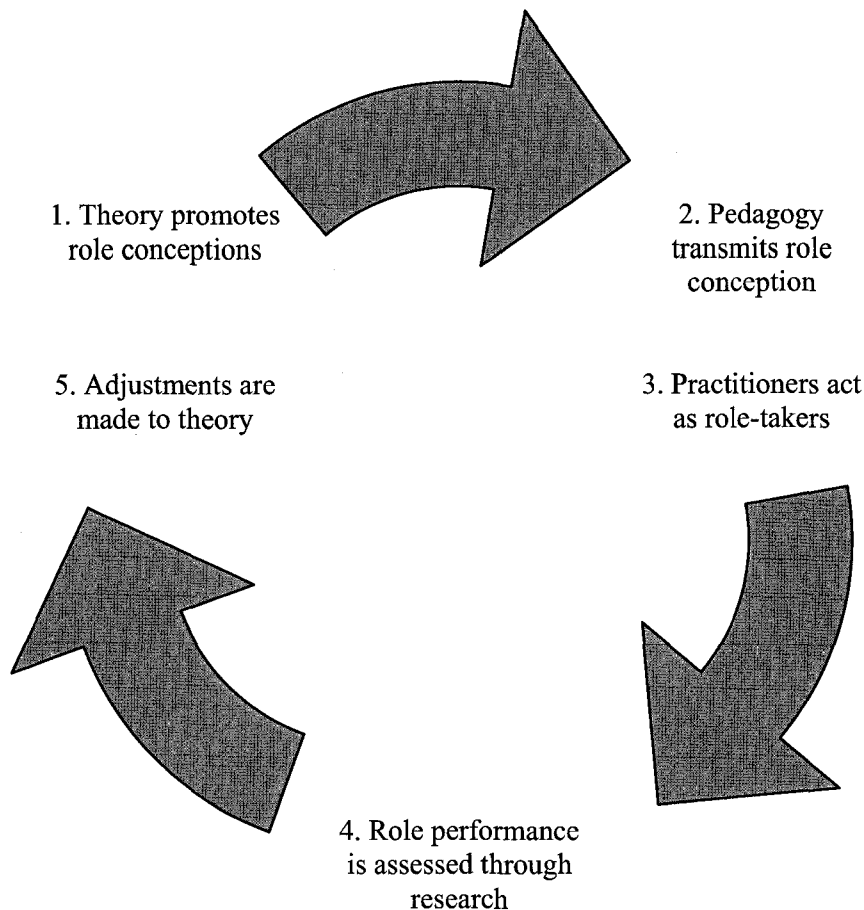 1. Theory promotes
role conceptions
2. Pedagogy
transmits role
conception
3. Practitioners act
as role-takers
4. Role performance
is assessed through
research
5. Adjustments are
made to theory